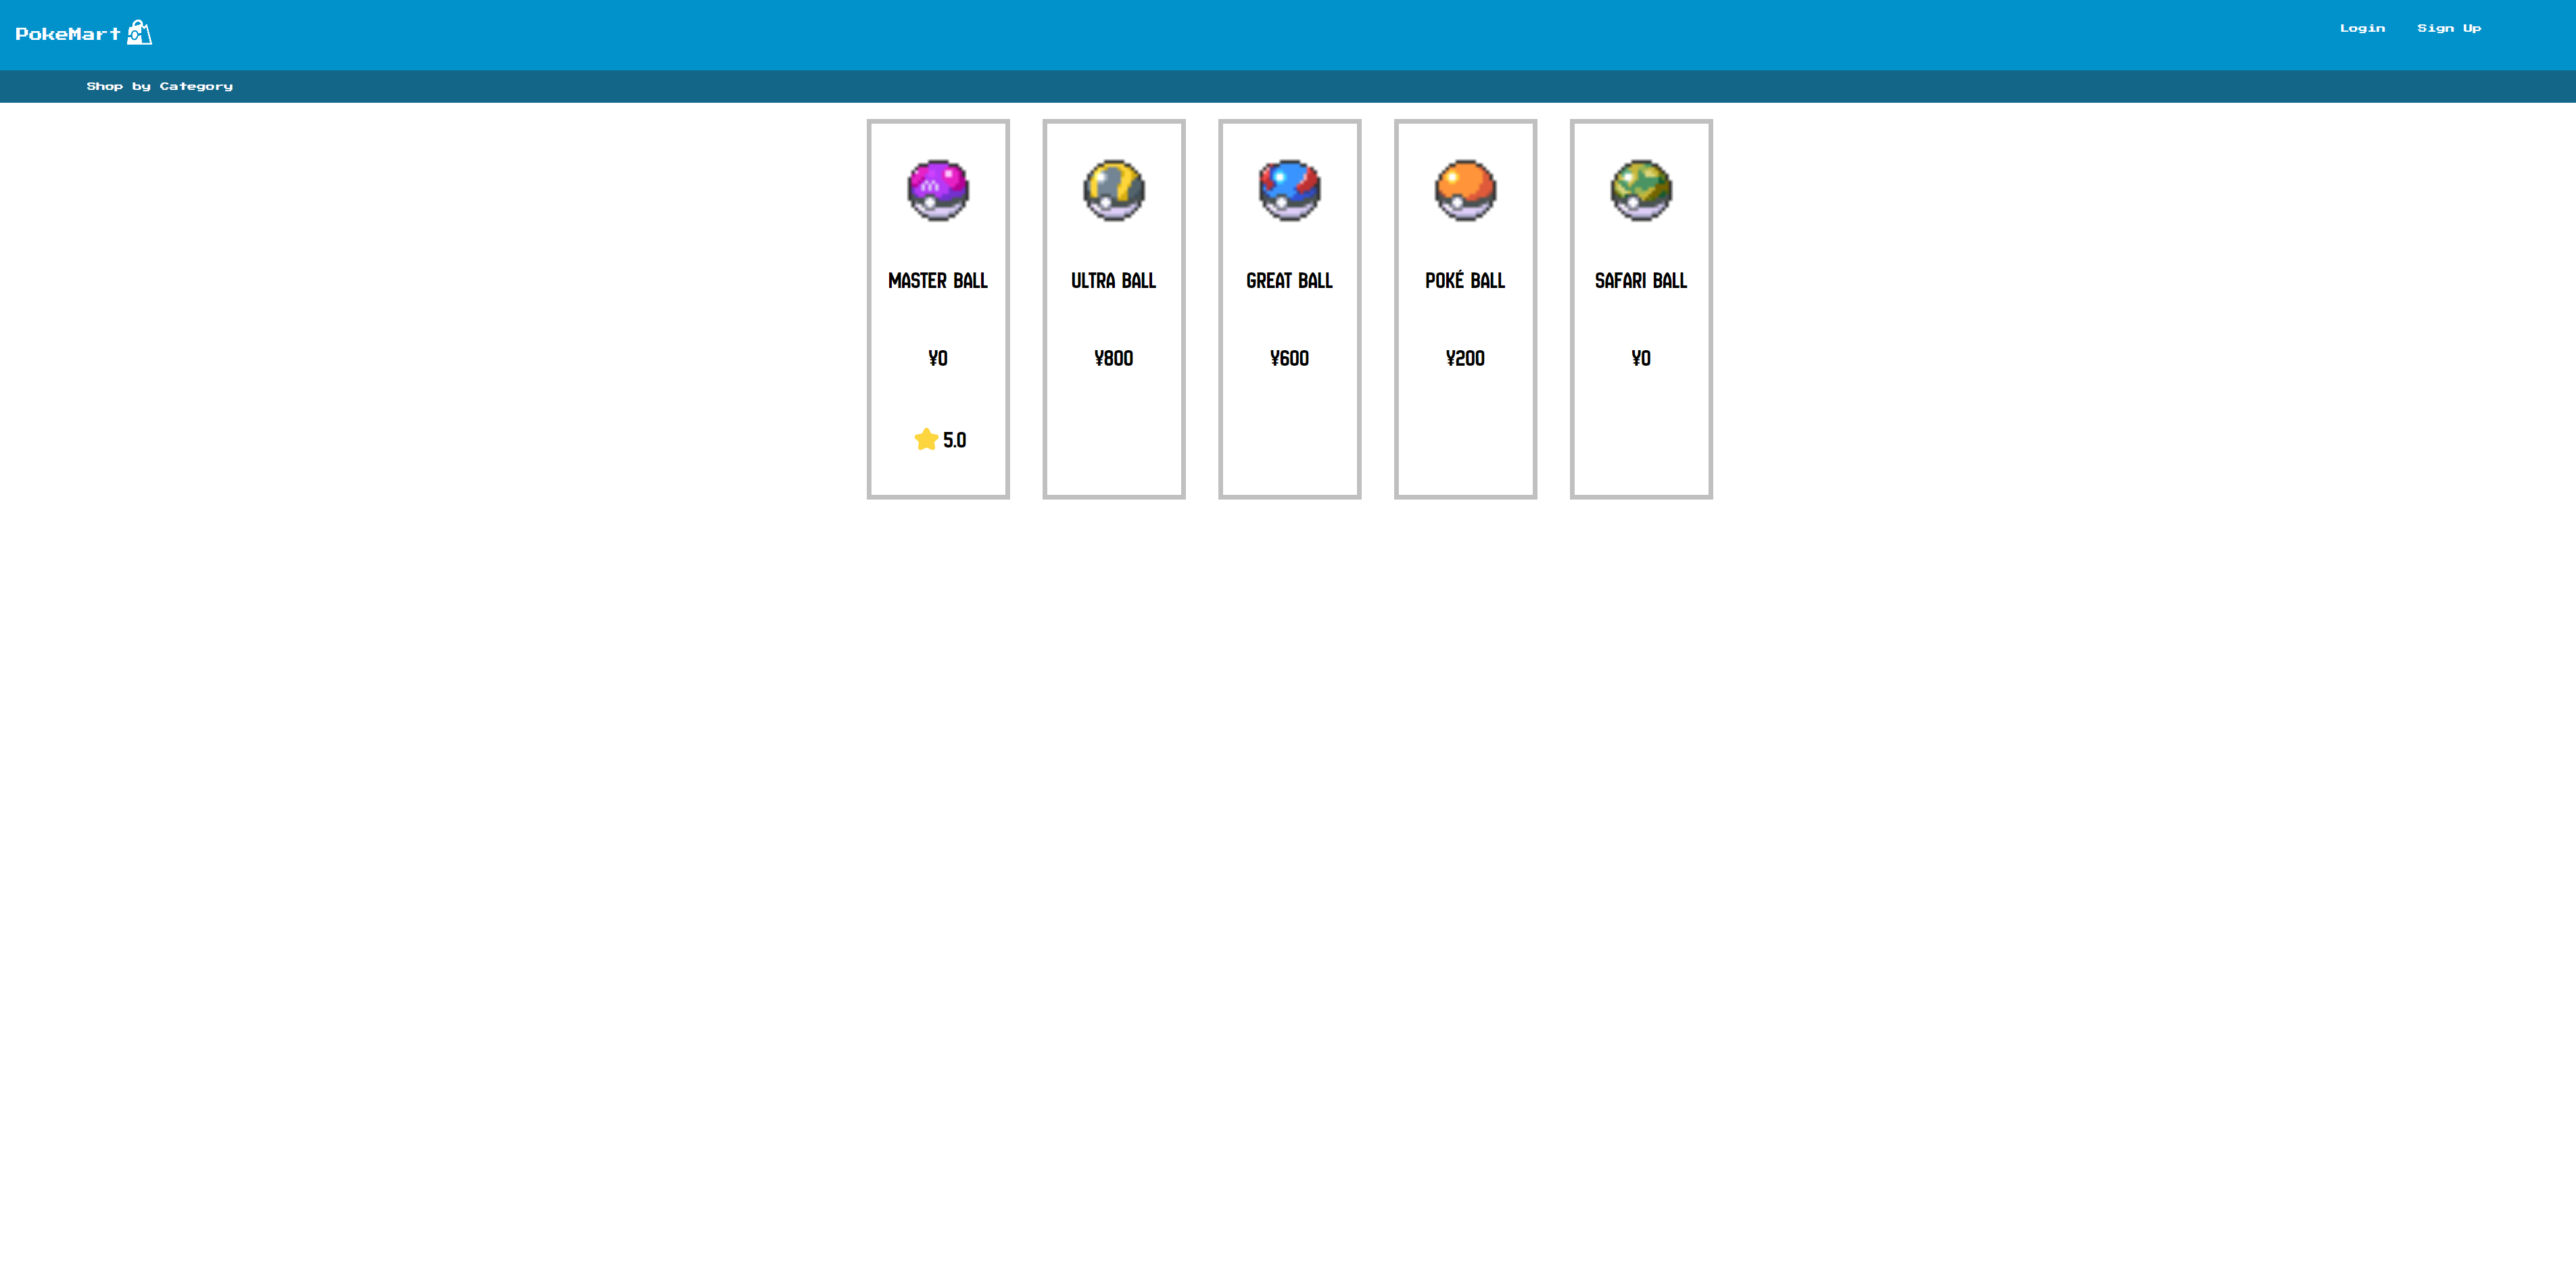 PokeMart
Login Sign Up
Shop by Category
MASTER BALL ULTRA BALL GREAT BALL POKÉ BALL SAFARI BALL
¥0 ¥800 ¥600 ¥200 ¥0
5.0